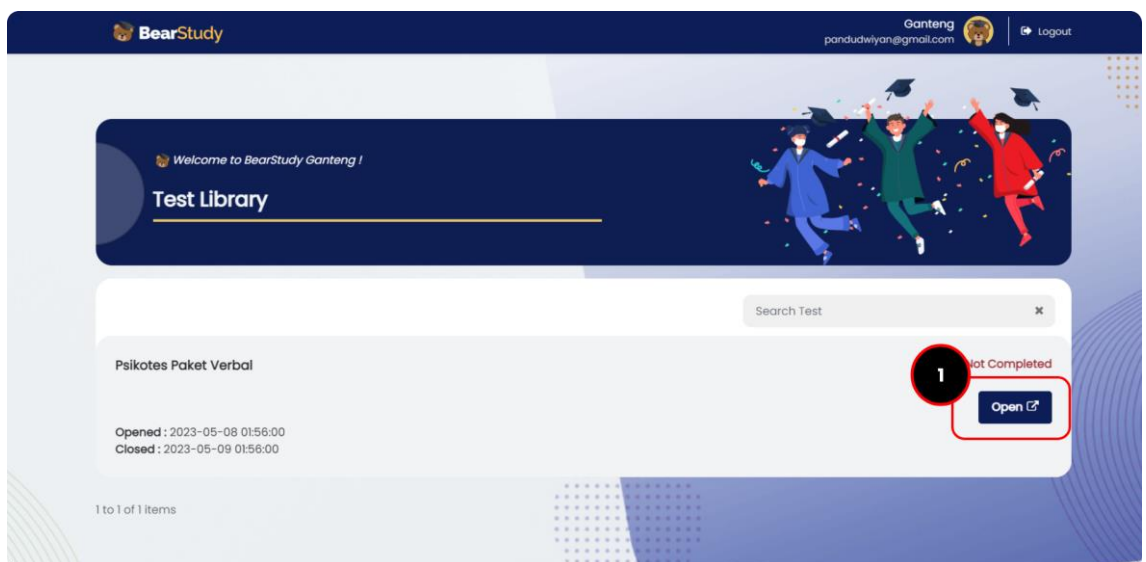 BearStudy
Ganteng
pandudwiyan@gmail.com
Logout
Welcome to BearStudy Ganteng !
Test Library
Search Test
Psikotes Paket Verbal
Not Completed
1
Open
Opened : 2023-05-08 01:56:00
Closed : 2023-05-09 01:56:00
1 to 1 of 1 items